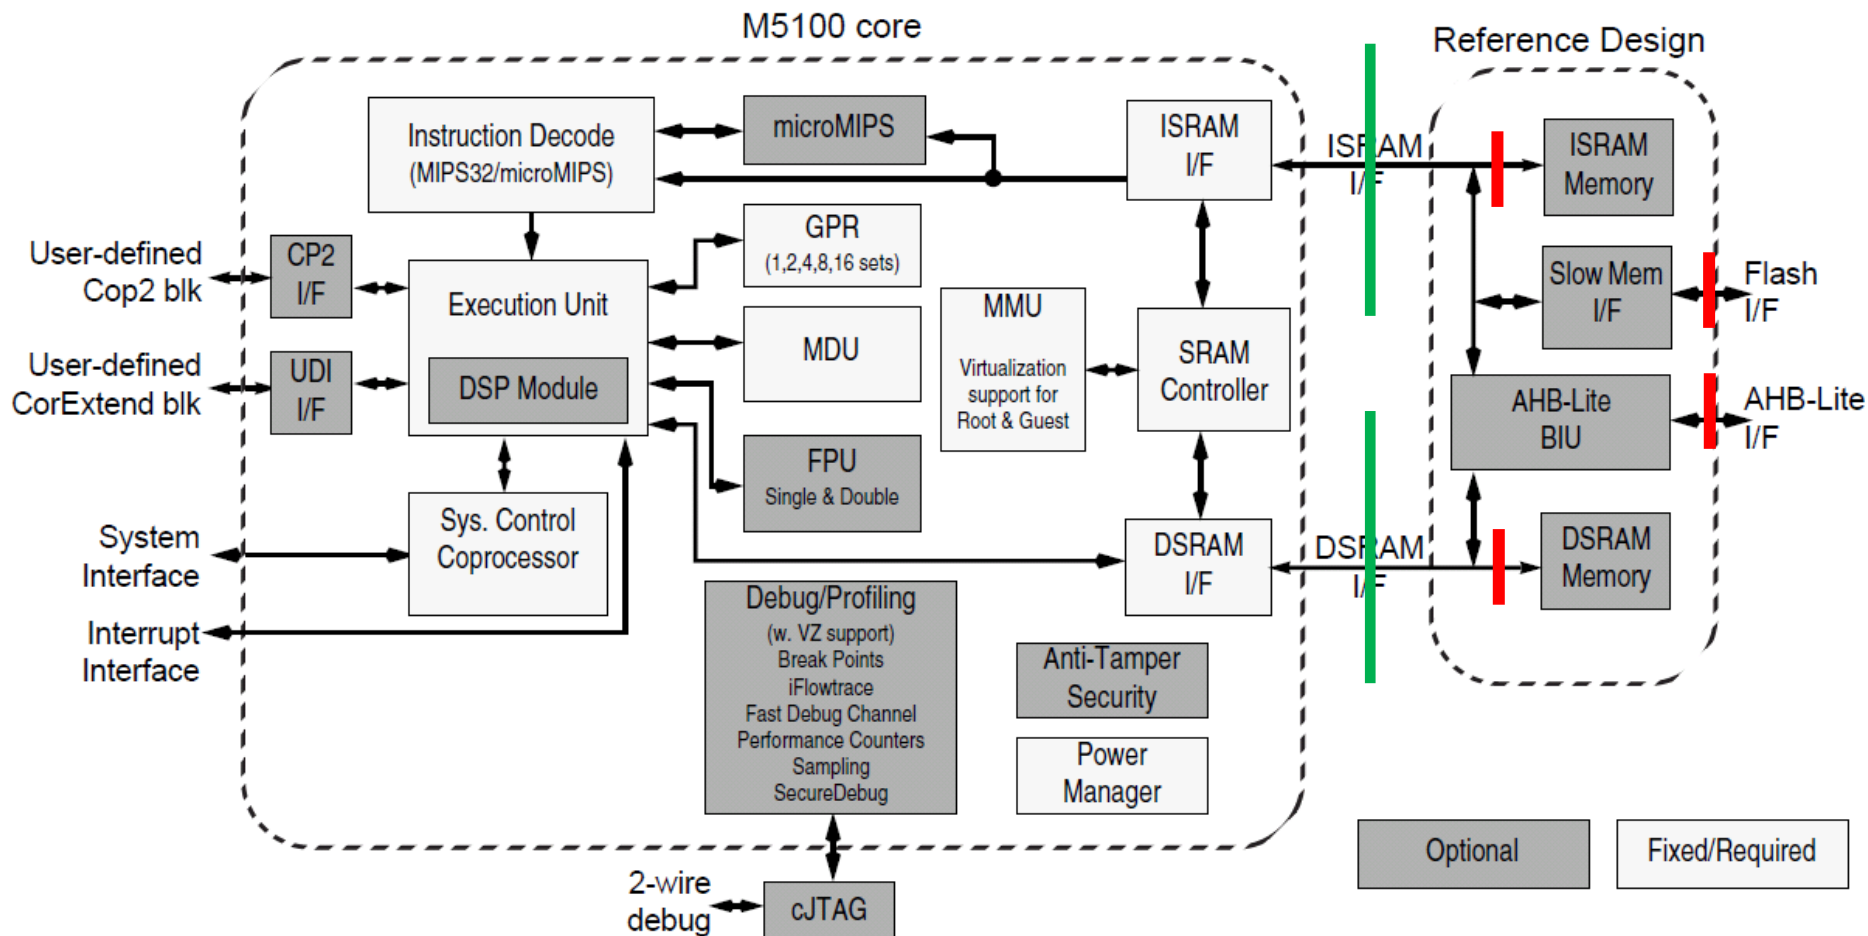 M5100 core
Reference Design
Instruction Decode
(MIPS32/microMIPS)
microMIPS
ISRAM
I/F
ISRAM
I/F
ISRAM
Memory
GPR
(1,2,4,8,16 sets)
User-defined
Cop2 blk
CP2
I/F
Execution Unit
DSP Module
MDU
MMU
Virtualization
support for
Root & Guest
SRAM
Controller
Slow Mem
I/F
Flash
I/F
User-defined
CorExtend blk
UDI
I/F
AHB-Lite
BIU
AHB-Lite
I/F
FPU
Single & Double
System
Interface
Sys. Control
Coprocessor
DSRAM
I/F
DSRAM
I/F
DSRAM
Memory
Interrupt
Interface
Debug/Profiling
(w. VZ support)
Break Points
iFlowtrace
Fast Debug Channel
Performance Counters
Sampling
SecureDebug
Anti-Tamper
Security
Power
Manager
Optional
Fixed/Required
2-wire
debug
cJTAG